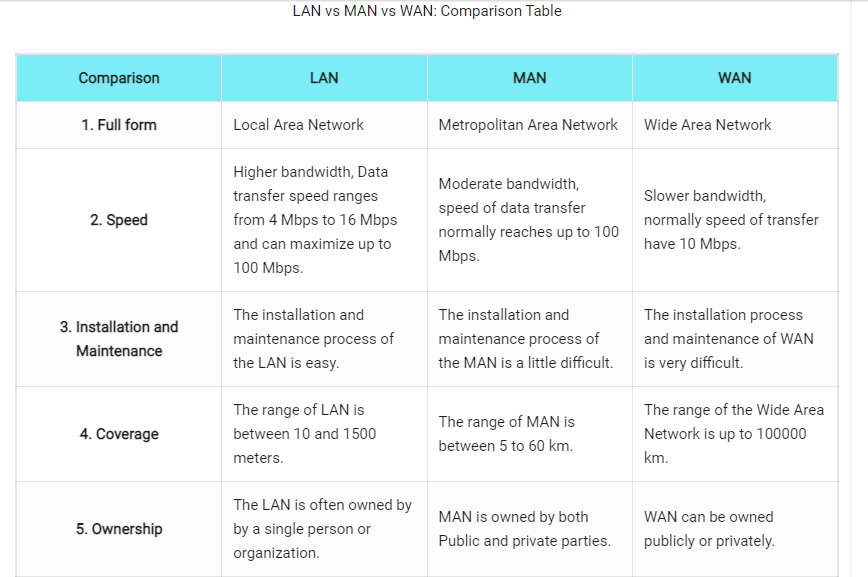 LAN vs MAN vs WAN: Comparison Table
Comparison
LAN
MAN
WAN
1. Full form
Local Area Network
Metropolitan Area Network
Wide Area Network
2. Speed
Higher bandwidth, Data
transfer speed ranges
from 4 Mbps to 16 Mbps
and can maximize up to
100 Mbps.
Moderate bandwidth,
speed of data transfer
normally reaches up to 100
Mbps.
Slower bandwidth,
normally speed of transfer
have 10 Mbps.
3. Installation and
Maintenance
The installation and
maintenance process of
the LAN is easy.
The installation and
maintenance process of
the MAN is a little difficult.
The installation process
and maintenance of WAN
is very difficult.
4. Coverage
The range of LAN is
between 10 and 1500
meters.
The range of MAN is
between 5 to 60 km.
The range of the Wide Area
Network is up to 100000
km.
5. Ownership
The LAN is often owned by
by a single person or
organization.
MAN is owned by both
Public and private parties.
WAN can be owned
publicly or privately.